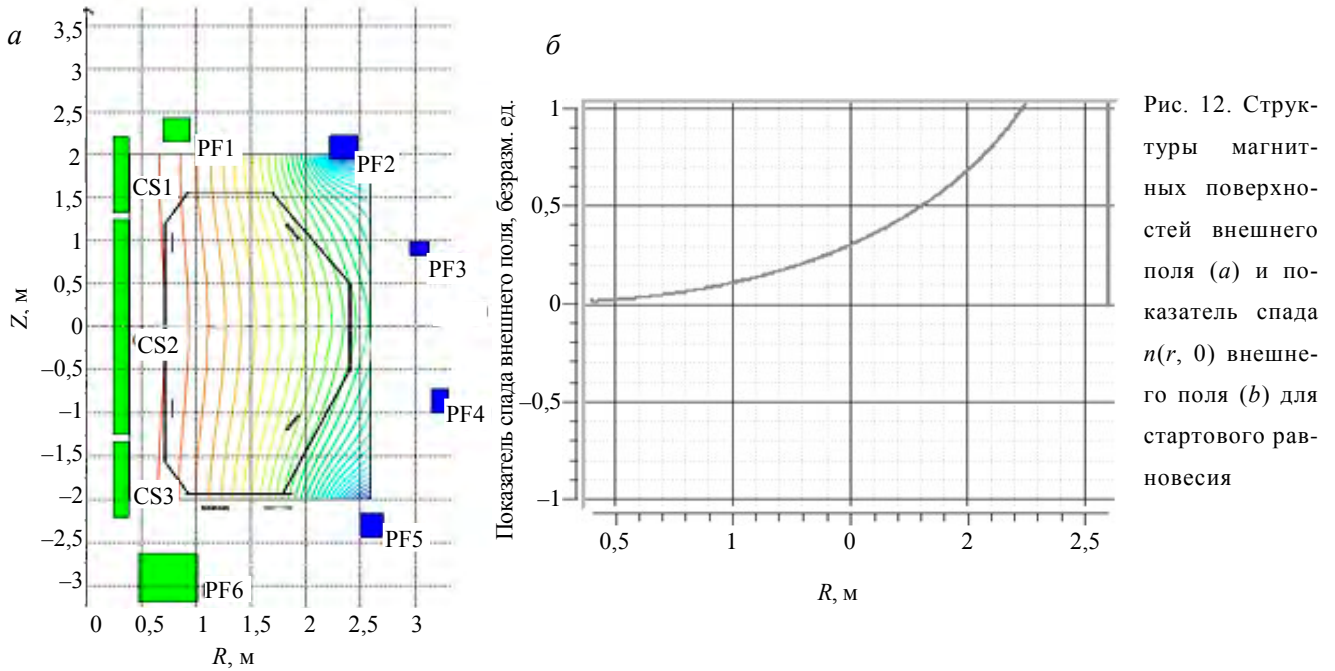 а
3,5
3
2,5
2
1,5
1
0,5
0
–0,5
–1
–1,5
–2
–2,5
–3
Z, м
PF1
PF2
CS1
PF3
CS2
PF4
CS3
PF5
PF6
0 0,5 1 1,5 2 2,5 3
R, м
б
Показатель спада внешнего поля, безразм. ед.
1
0,5
0
–0,5
–1
0,5 1 0 2 2,5
R, м
Рис. 12. Струк-
туры магнит-
ных поверхно-
стей внешнего
поля (а) и по-
казатель спада
n(r, 0) внешне-
го поля (b) для
стартового рав-
новесия